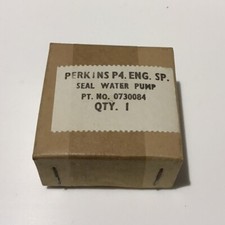 PERKINS P4. ENG. SP.
SEAL WATER PUMP
PT. NO. 0730084
QTY. 1